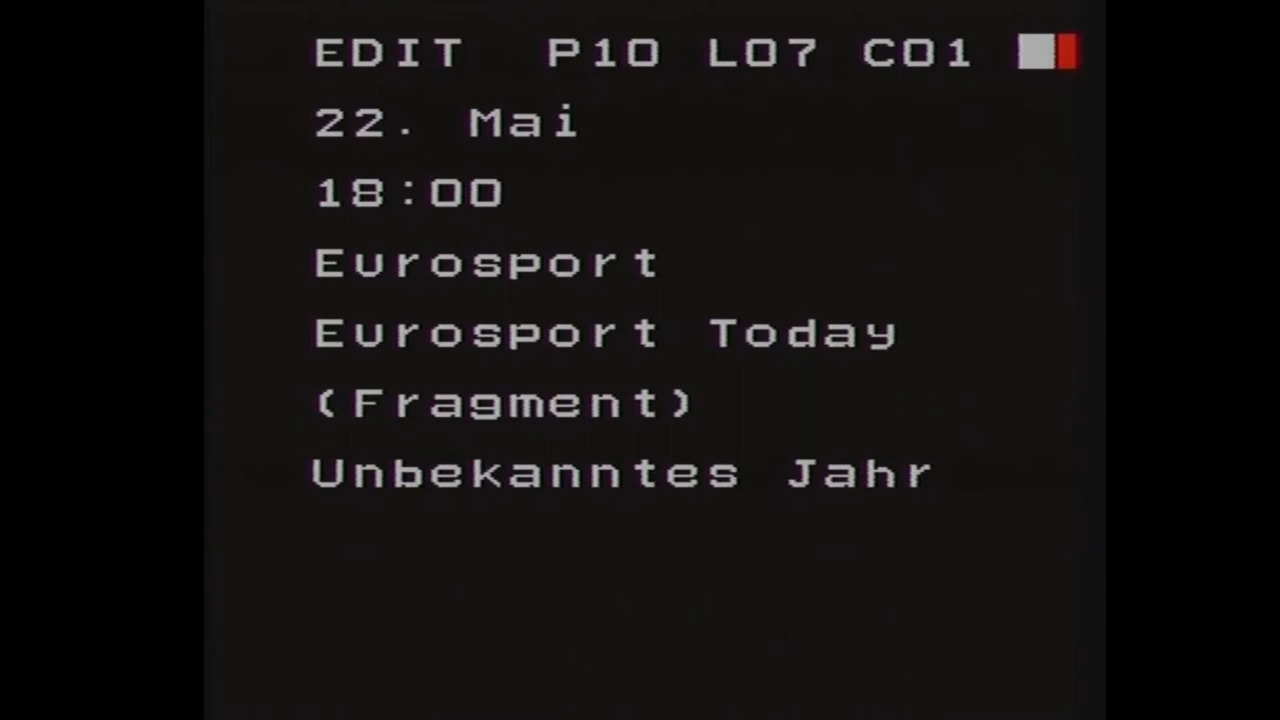 EDIT P10 L07 C01
22. Mai
18:00
Eurosport
Eurosport Today
(Fragment)
Unbekanntes Jahr